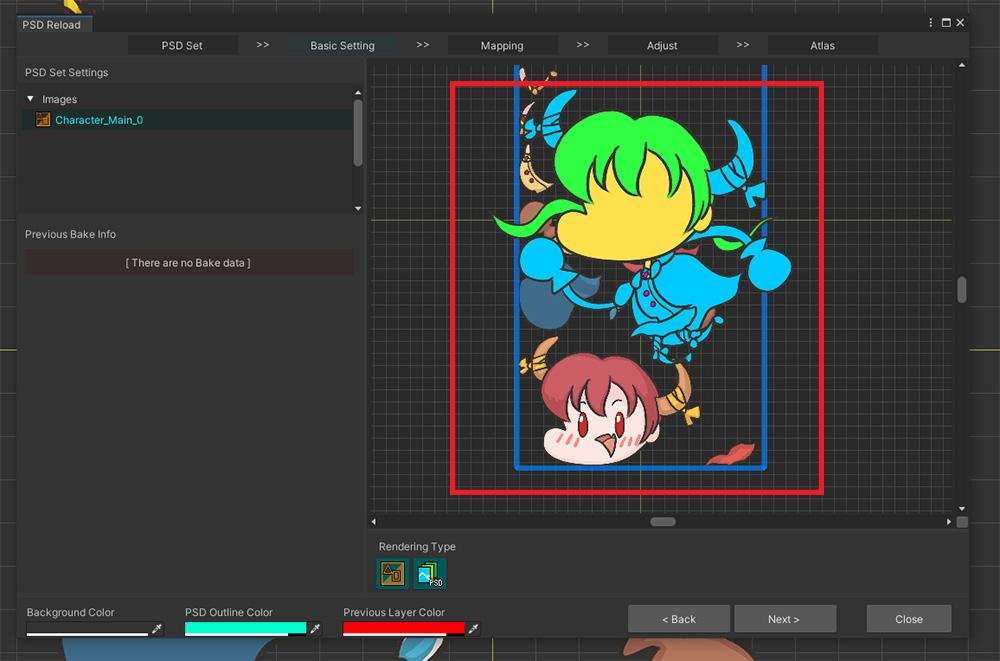 PSD Reload
PSD Set >> Basic Setting >> Mapping >> Adjust >> Atlas
PSD Set Settings
Images
Character_Main_0
Previous Bake Info
[ There are no Bake data ]
Rendering Type
PSD
Background Color
PSD Outline Color
Previous Layer Color
< Back
Next >
Close